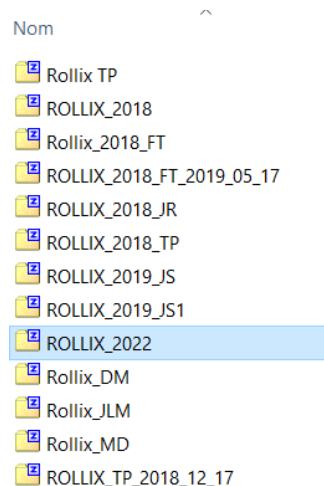 Nom
Rollix TP
ROLLIX_2018
Rollix_2018_FT
ROLLIX_2018_FT_2019_05_17
ROLLIX_2018_JR
ROLLIX_2018_TP
ROLLIX_2019_JS
ROLLIX_2019_JS1
ROLLIX_2022
Rollix_DM
Rollix_JLM
Rollix_MD
ROLLIX_TP_2018_12_17